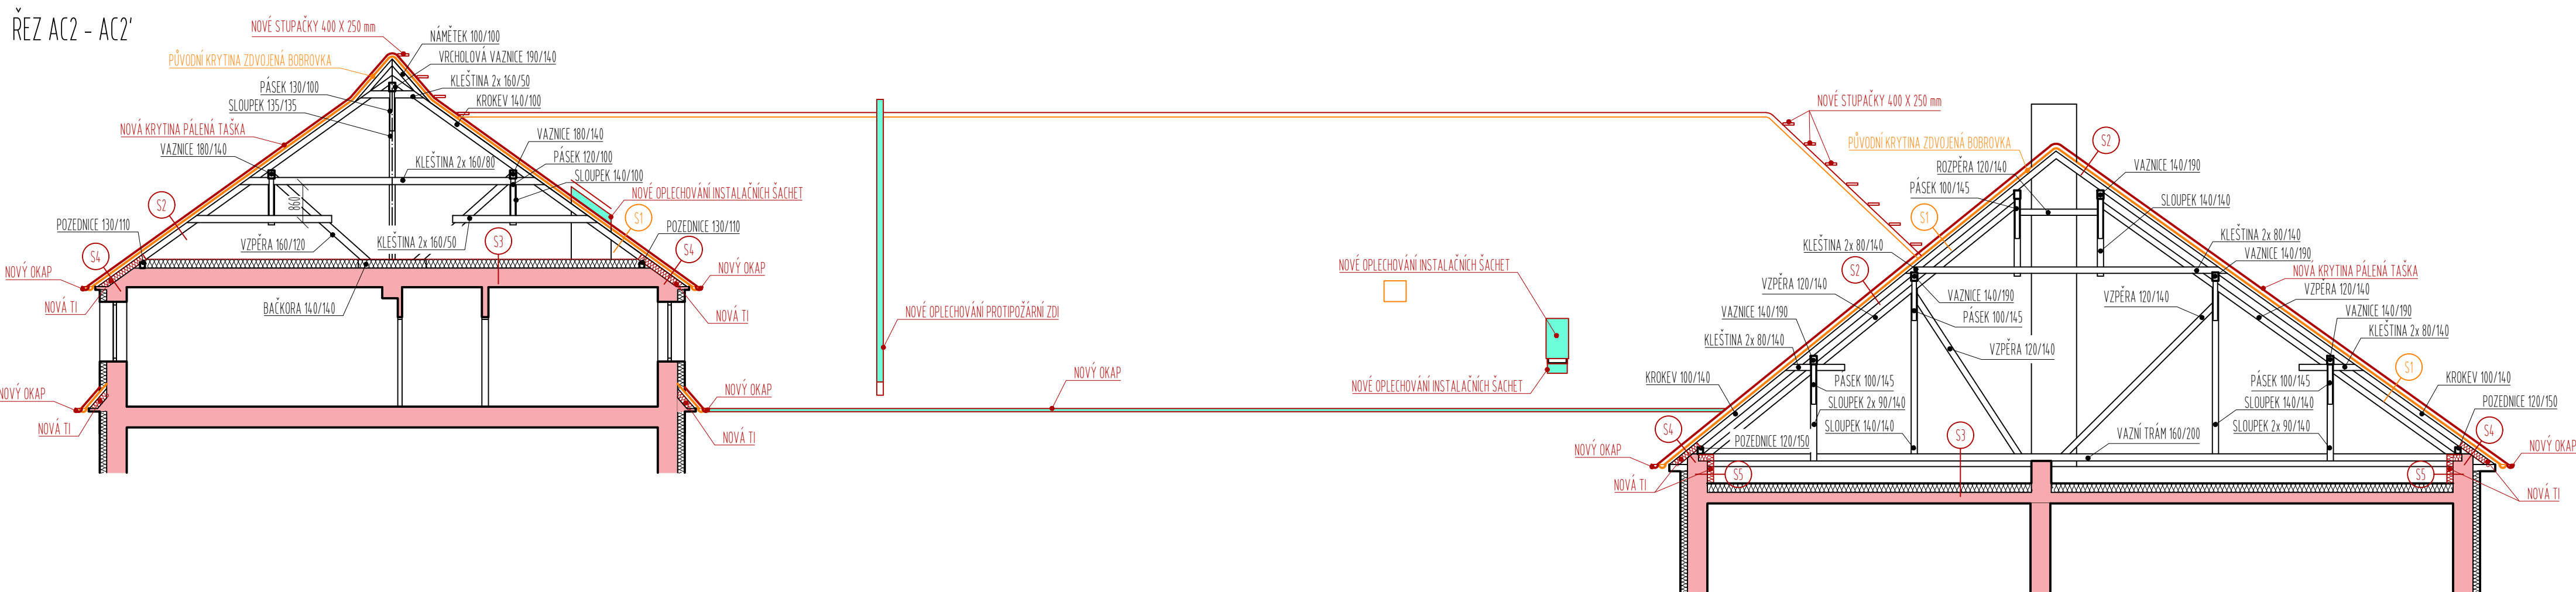 ŘEZ AC2 - AC2'
NOVÉ STUPAČKY 400 X 250 mm
NÁMĚTEK 100/100
VRCHOLOVÁ VAZNICE 190/140
PŮVODNÍ KRYTINA ZDVOJENÁ BOBROVKA
KLEŠTINA 2x 160/50
PÁSEK 130/100
KROKEV 140/100
SLOUPEK 135/135
NOVÁ KRYTINA PÁLENÁ TAŠKA
VAZNICE 180/140
VAZNICE 180/140
PÁSEK 120/100
KLEŠTINA 2x 160/80
SLOUPEK 140/100
NOVÉ OPLECHOVÁNÍ INSTALAČNÍCH ŠACHET
860
S2
S1
POZEDNICE 130/110
POZEDNICE 130/110
VZPĚRA 160/120
KLEŠTINA 2x 160/50
S3
S4
S4
NOVÝ OKAP
NOVÝ OKAP
NOVÁ TI
BAČKORA 140/140
NOVÁ TI
NOVÝ OKAP
NOVÝ OKAP
NOVÁ TI
NOVÁ TI
NOVÉ OPLECHOVÁNÍ PROTIPOŽÁRNÍ ZDI
NOVÝ OKAP
NOVÉ OPLECHOVÁNÍ INSTALAČNÍCH ŠACHET
NOVÉ OPLECHOVÁNÍ INSTALAČNÍCH ŠACHET
NOVÉ STUPAČKY 400 X 250 mm
PŮVODNÍ KRYTINA ZDVOJENÁ BOBROVKA
S2
ROZPĚRA 120/140
VAZNICE 140/190
PÁSEK 100/145
SLOUPEK 140/140
S1
KLEŠTINA 2x 80/140
KLEŠTINA 2x 80/140
VAZNICE 140/190
S2
NOVÁ KRYTINA PÁLENÁ TAŠKA
VZPĚRA 120/140
VZPĚRA 120/140
VAZNICE 140/190
VZPĚRA 120/140
VAZNICE 140/190
PÁSEK 100/145
VAZNICE 140/190
KLEŠTINA 2x 80/140
KLEŠTINA 2x 80/140
VZPĚRA 120/140
S1
KROKEV 100/140
PÁSEK 100/145
PÁSEK 100/145
KROKEV 100/140
SLOUPEK 2x 90/140
SLOUPEK 140/140
POZEDNICE 120/150
SLOUPEK 140/140
SLOUPEK 2x 90/140
S4
S3
VAZNÍ TRÁM 160/200
S4
POZEDNICE 120/150
NOVÝ OKAP
NOVÝ OKAP
S5
S5
NOVÁ TI
NOVÁ TI